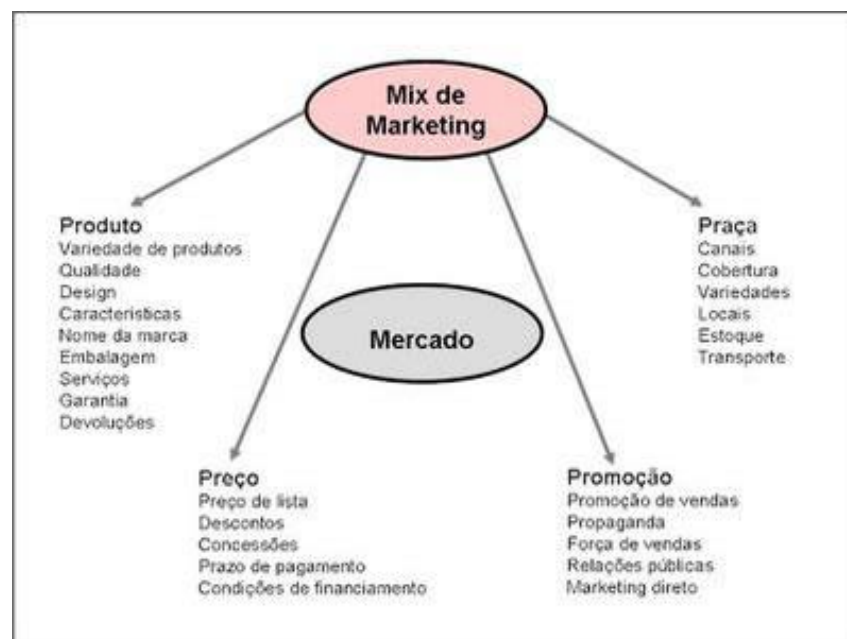 Mix de
Marketing
Produto
Variedade de produtos
Qualidade
Design
Características
Nome da marca
Embalagem
Serviços
Garantia
Devoluções
Mercado
Praça
Canais
Cobertura
Variedades
Locais
Estoque
Transporte
Preço
Preço de lista
Descontos
Concessões
Prazo de pagamento
Condições de financiamento
Promoção
Promoção de vendas
Propaganda
Força de vendas
Relações públicas
Marketing direto